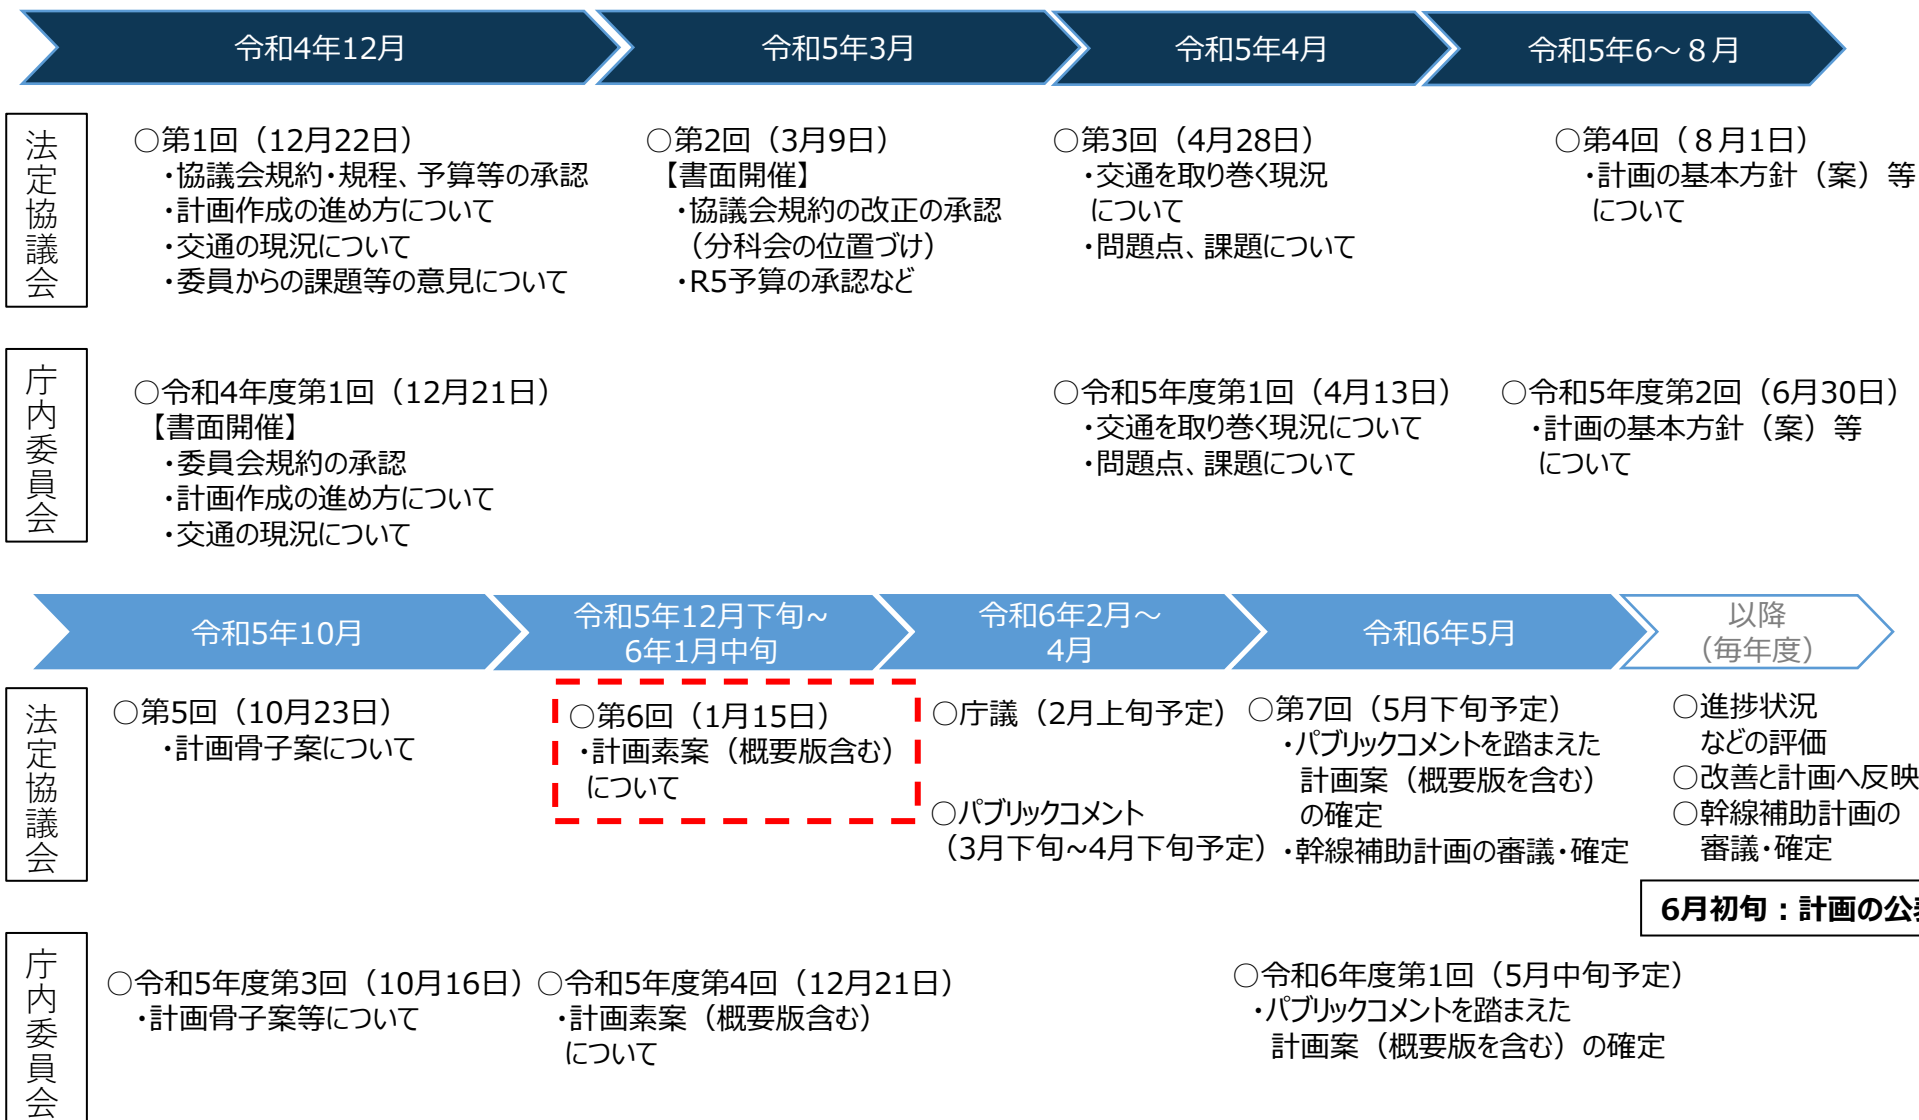 令和4年12月
令和5年3月
令和5年4月
令和5年6～８月
法定協議会
○第1回（12月22日）
・協議会規約・規程、予算等の承認
・計画作成の進め方について
・交通の現況について
・委員からの課題等の意見について
○第2回（3月9日）
【書面開催】
・協議会規約の改正の承認
（分科会の位置づけ）
・R5予算の承認など
○第3回（4月28日）
・交通を取り巻く現況
について
・問題点、課題について
○第4回（８月1日）
・計画の基本方針（案）等
について
庁内委員会
○令和4年度第1回（12月21日）
【書面開催】
・委員会規約の承認
・計画作成の進め方について
・交通の現況について
○令和5年度第1回（4月13日）
・交通を取り巻く現況について
・問題点、課題について
○令和5年度第2回（6月30日）
・計画の基本方針（案）等
について
令和5年10月
令和5年12月下旬~
6年1月中旬
令和6年2月～
4月
令和6年5月
以降
（毎年度）
法定協議会
○第5回（10月23日）
・計画骨子案について
○第6回（1月15日）
・計画素案（概要版含む）
について
○庁議（2月上旬予定）
○パブリックコメント
（3月下旬~4月下旬予定）
○第7回（5月下旬予定）
・パブリックコメントを踏まえた
計画案（概要版を含む）
の確定
・幹線補助計画の審議・確定
○進捗状況
などの評価
○改善と計画へ反映
○幹線補助計画の
審議・確定
6月初旬：計画の公
庁内委員会
○令和5年度第3回（10月16日）
・計画骨子案等について
○令和5年度第4回（12月21日）
・計画素案（概要版含む）
について
○令和6年度第1回（5月中旬予定）
・パブリックコメントを踏まえた
計画案（概要版を含む）の確定